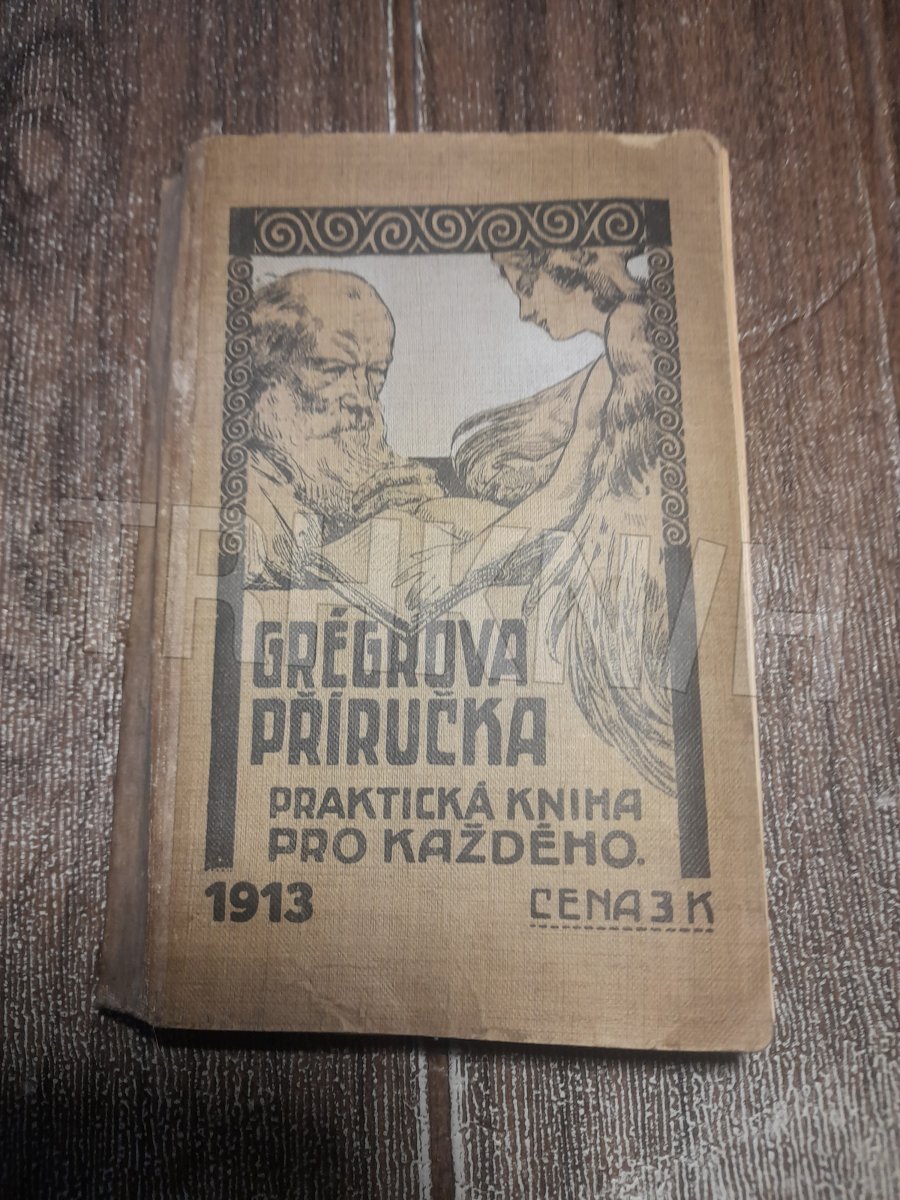 GRÉGROVA
PŘÍRUČKA
PRAKTICKÁ KNIHA
PRO KAŽDÉHO.
1913
CENA 3 K